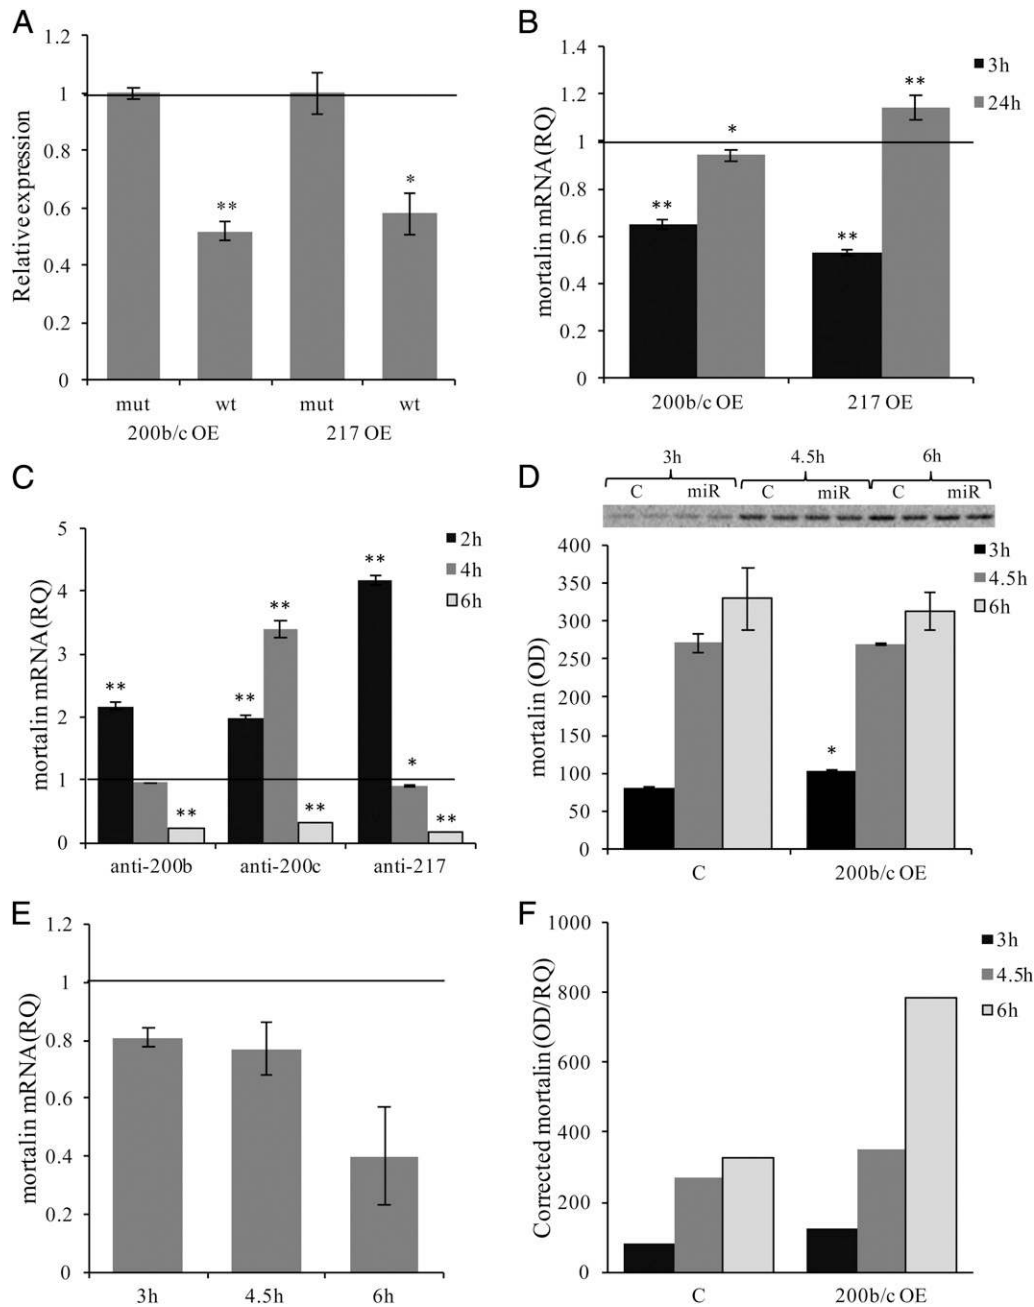 A
1.2
1
0.8
0.6
0.4
0.2
0
Relative expression
**
*
mut wt mut wt
200b/c OE 217 OE
B
1.4
1.2
1
0.8
0.6
0.4
0.2
0
mortalin mRNA (RQ)
3h
24h
**
*
**
**
200b/c OE 217 OE
C
5
4
3
2
1
0
mortalin mRNA (RQ)
2h
4h
6h
**
**
**
**
**
**
*
**
anti-200b anti-200c anti-217
D
3h 4.5h 6h
C miR C miR C miR
400
350
300
250
200
150
100
50
0
mortalin (OD)
3h
4.5h
6h
*
C 200b/c OE
E
1.2
1
0.8
0.6
0.4
0.2
0
mortalin mRNA (RQ)
3h 4.5h 6h
F
1000
800
600
400
200
0
Corrected mortalin (OD/RQ)
3h
4.5h
6h
C 200b/c OE